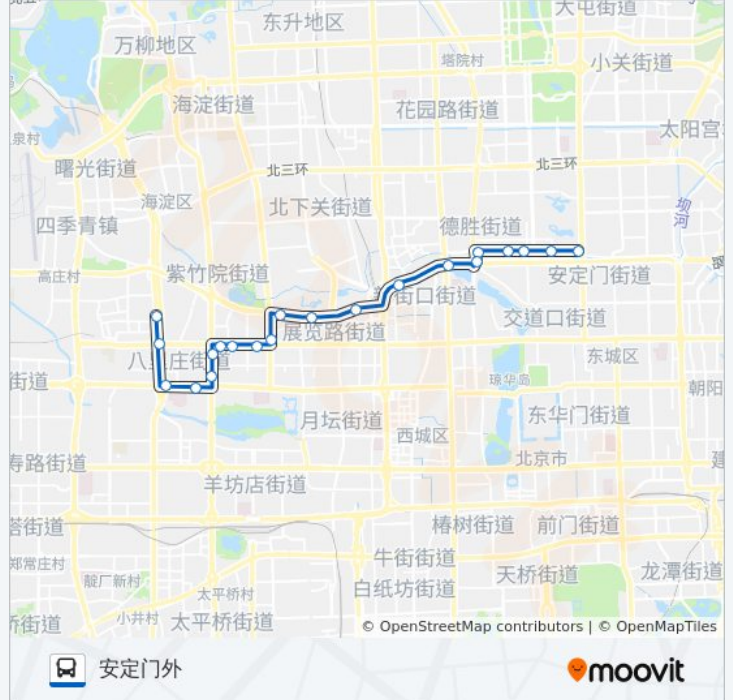 大屯街道
东升地区
万柳地区
塔院村
小关街道
海淀街道
花园路街道
太阳宫
泉村
曙光街道
北三环
北三环
海淀区
北下关街道
坝河
四季青镇
德胜街道
高庄村
紫竹院街道
安定门街道
街口街道
交道口街道
展览路街道
八里庄街道
东城区
街道
琼华岛
朝阳
月坛街道
东华门街道
西城区
寿路街道
北京市
羊坊店街道
椿树街道
前门街道
街道
牛街街道
郑常庄村
靛厂新村
天桥街道
龙潭街道
太平桥村
白纸坊街道
小井村
太平桥街道
街道
© OpenStreetMap contributors | © OpenMapTiles
安定门外
moovit